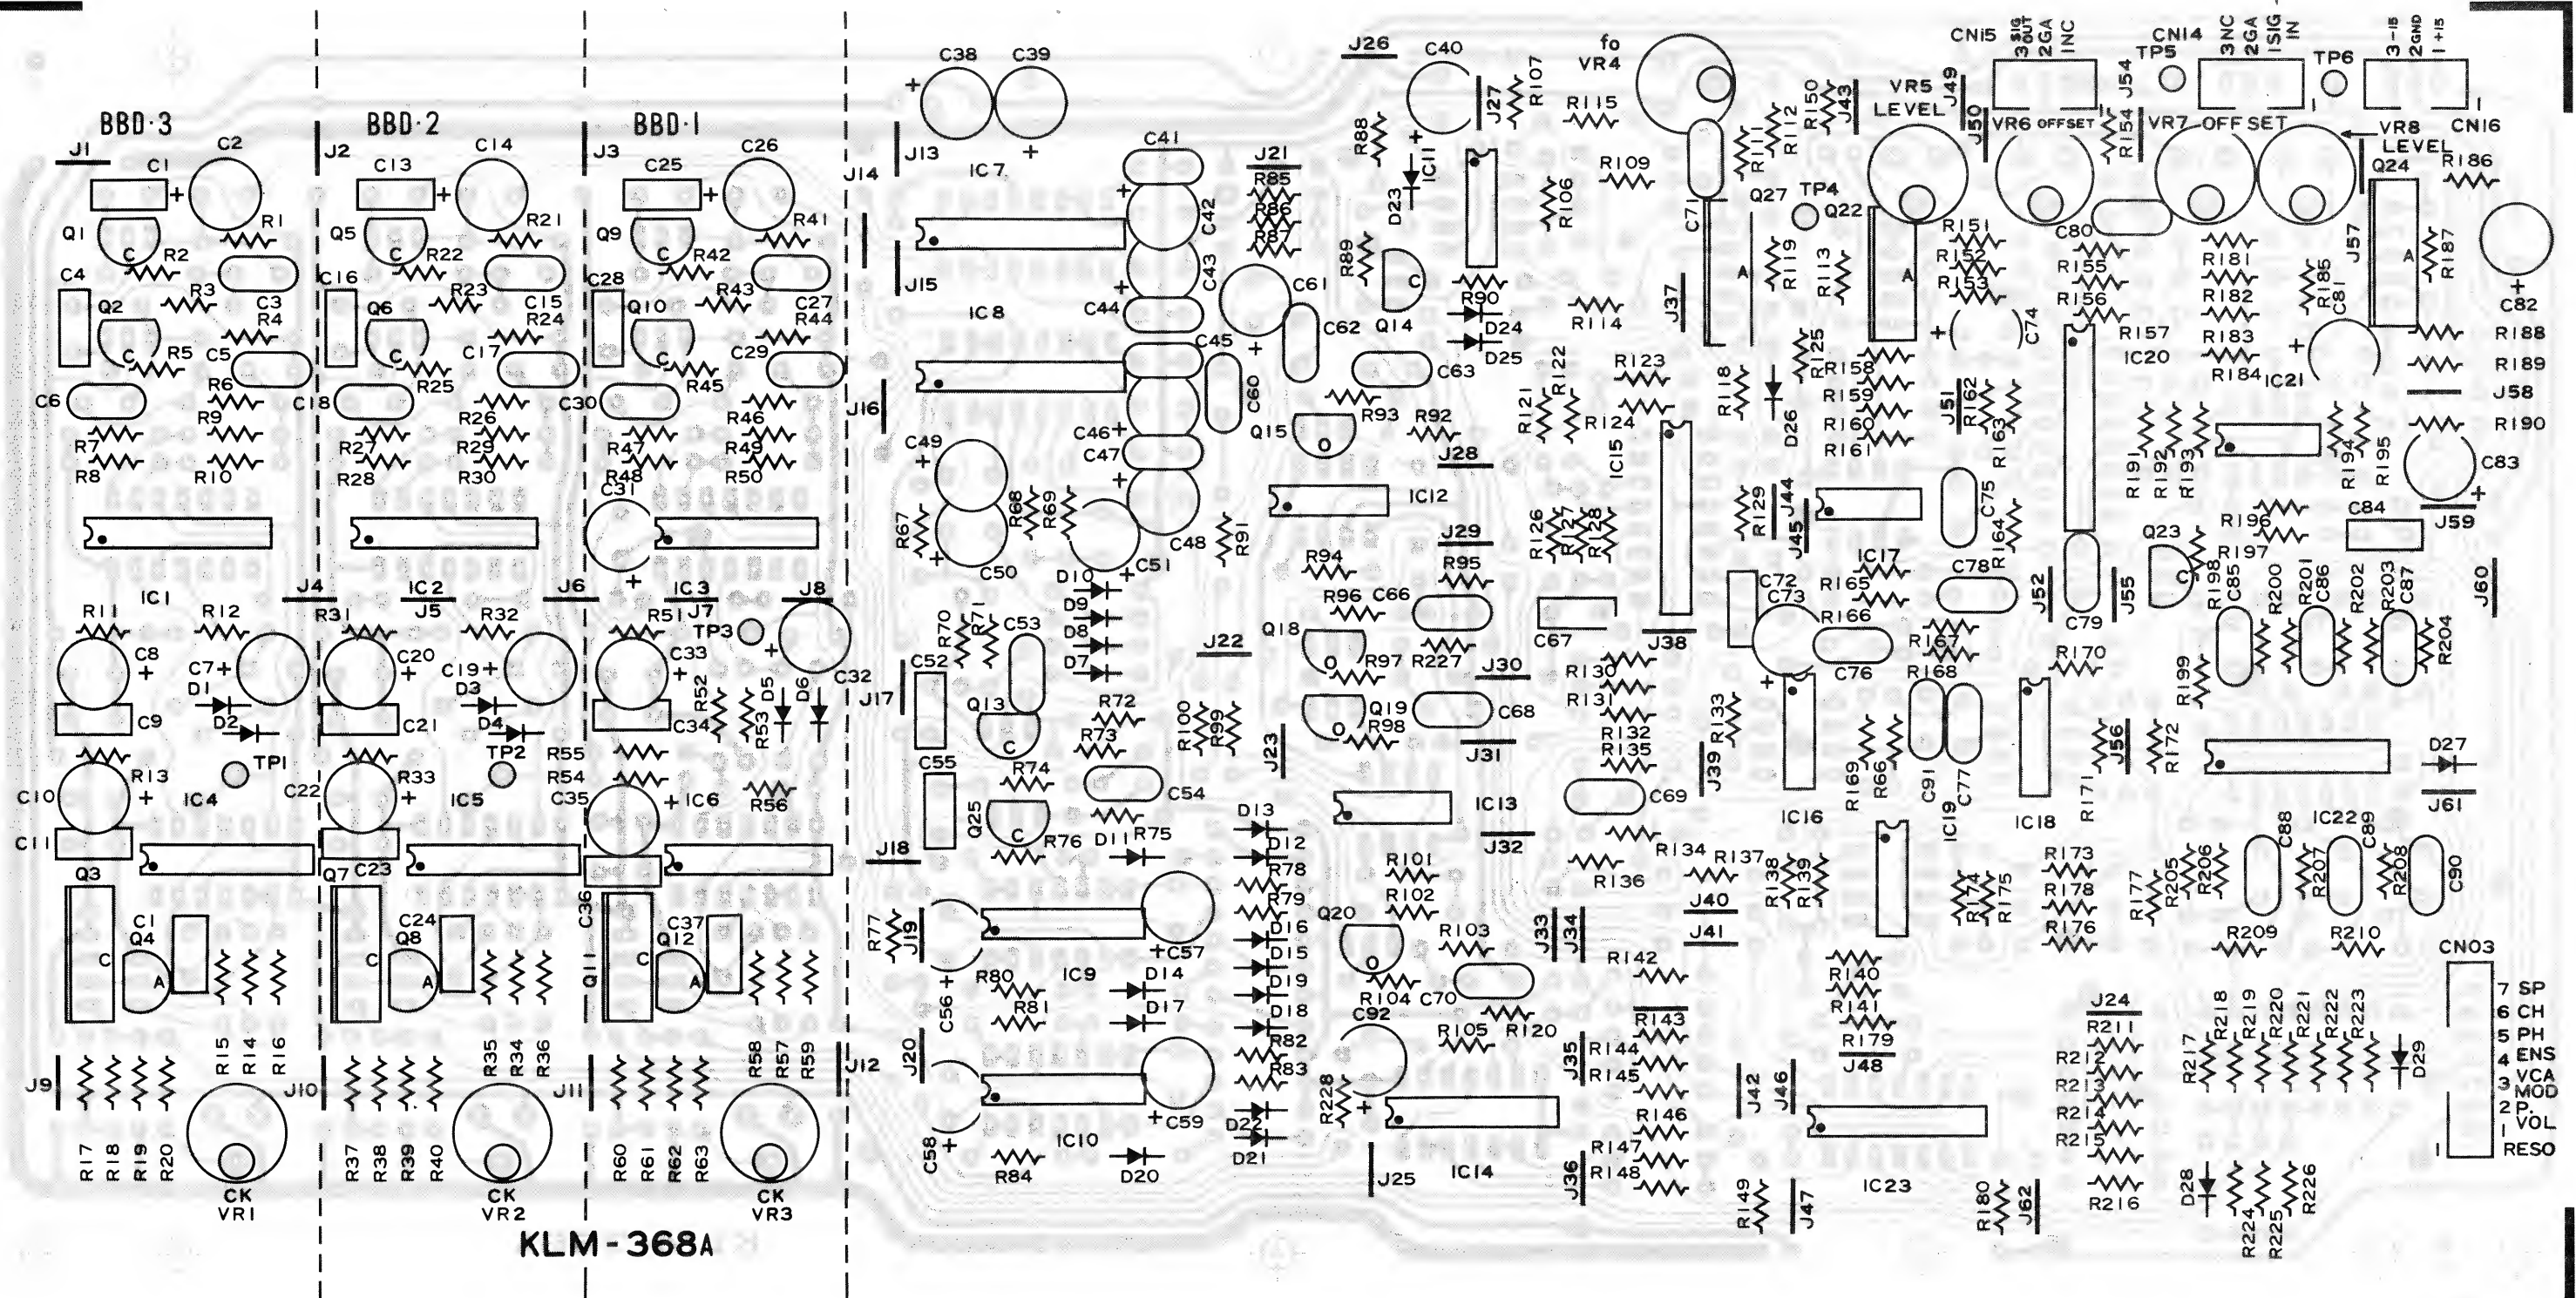 BBD·3
BBD·2
BBD·1
J1
C1
C2
J2
C13
C14
J3
C25
C26
J14
Q1
R1
R2
Q5
R21
R22
Q9
R41
R42
C4
R3
C3
R4
Q2
C16
R23
C15
R24
Q6
C28
R43
C27
R44
Q10
R5
C5
R6
C6
R9
R7
R8
R10
C17
R25
C18
R26
R27
R29
R28
R30
C29
R45
C30
R46
R47
R49
R48
R50
C31
J16
IC1
J4
IC2
J5
J6
IC3
J7
J8
R11
R12
C8
C7
D1
D2
C9
TP1
R13
C10
IC4
C11
R31
R32
C20
C19
D3
D4
C21
TP2
R33
C22
IC5
C23
R51
TP3
C33
C32
R52
R53
D5
D6
C34
R55
R54
C35
IC6
R56
Q3
C1
Q4
C
A
Q7
C24
Q8
C
A
C36
Q11
C37
Q12
C
A
R15
R14
R16
R35
R34
R36
R58
R57
R59
J9
J10
J11
J12
R17
R18
R19
R20
R37
R38
R39
R40
R60
R61
R62
R63
CK
VR1
CK
VR2
CK
VR3
KLM-368A
C38
C39
J13
IC7
J15
IC8
C41
C42
C43
C44
C45
C46
C47
C48
C49
C50
C51
R67
R68
R69
J21
R85
R86
R87
C61
C62
C60
R91
D10
D9
D8
D7
R70
R71
C53
C52
J17
Q13
R72
R73
R74
C55
C54
Q25
R76
R75
D11
J18
J22
R100
R99
J23
R77
J19
C57
IC9
R80
R81
C56
D14
D17
D13
D12
R78
R79
D16
D15
D19
D18
R82
R83
D22
D21
J20
C58
C59
IC10
R84
D20
J26
C40
J27
R107
R88
IC11
D23
R89
Q14
R90
D24
D25
C63
R93
R92
Q15
J28
IC12
J29
R94
R95
R96
C66
Q18
R97
R227
J30
Q19
R98
C68
J31
IC13
J32
R101
R102
Q20
R103
R104
C70
R105
R120
C92
R228
J25
IC14
fo
VR4
R115
R109
R106
R114
R111
R112
R150
J43
C71
Q27
TP4
Q22
R119
R113
J37
A
A
R122
R121
R123
R124
R118
R125
D26
IC15
R126
R127
R128
C67
J38
R130
R131
R132
R135
R133
J39
C69
R134
R136
R137
R138
R139
J40
J41
J33
J34
R142
R143
R144
R145
R146
R147
R148
J35
J36
J42
J46
R149
J47
VR5
LEVEL
J49
J50
VR6 OFFSET
R151
R152
R153
C74
R158
R159
R160
R161
J51
R162
R163
C75
R164
R129
J44
J45
IC17
C72
C73
R165
R166
C76
C78
R167
R168
J52
C79
J55
R170
IC16
R169
R66
C91
C77
IC19
IC18
R171
J56
R172
R174
R175
R173
R178
R176
R177
R140
R141
R179
J48
IC23
R180
J62
CN15
3 SIG OUT
2GA
1NC
J54
R154
CN14
TP5
3NC
2GA
1SIG IN
TP6
3 -15
2 GND
1 +15
VR7 OFFSET
VR8
LEVEL
CN16
Q24
R186
C80
R155
R156
R157
IC20
R181
R182
R183
R184
R185
C81
IC21
J57
A
R187
C82
R188
R189
J58
R190
C83
R191
R192
R193
R194
R195
R196
R197
Q23
C84
J59
R198
C85
R200
R201
C86
R202
R203
C87
R204
J60
R199
D27
J61
R205
R206
C88
R207
IC22
C89
R208
C90
R209
R210
CN03
7 SP
6 CH
5 PH
4 ENS
3 VCA MOD
2 P. VOL
1 RESO
J24
R211
R212
R213
R214
R215
R216
R217
R218
R219
R220
R221
R222
R223
D29
D28
R224
R225
R226